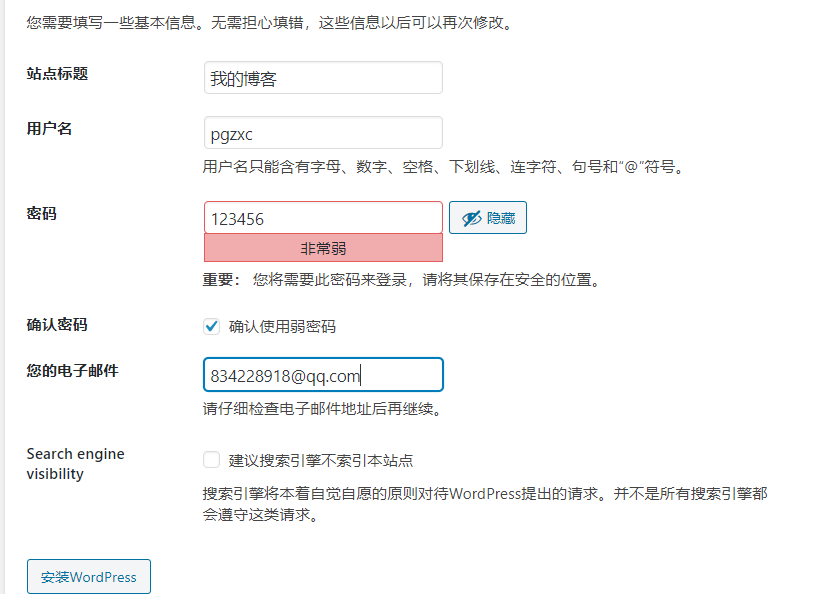 您需要填写一些基本信息。无需担心填错，这些信息以后可以再次修改。
站点标题
我的博客
用户名
pgzxc
用户名只能含有字母、数字、空格、下划线、连字符、句号和“@”符号。
密码
123456
隐藏
非常弱
重要： 您将需要此密码来登录，请将其保存在安全的位置。
确认密码
确认使用弱密码
您的电子邮件
834228918@qq.com
请仔细检查电子邮件地址后再继续。
Search engine
visibility
建议搜索引擎不索引本站点
搜索引擎将本着自觉自愿的原则对待WordPress提出的请求。并不是所有搜索引擎都
会遵守这类请求。
安装WordPress